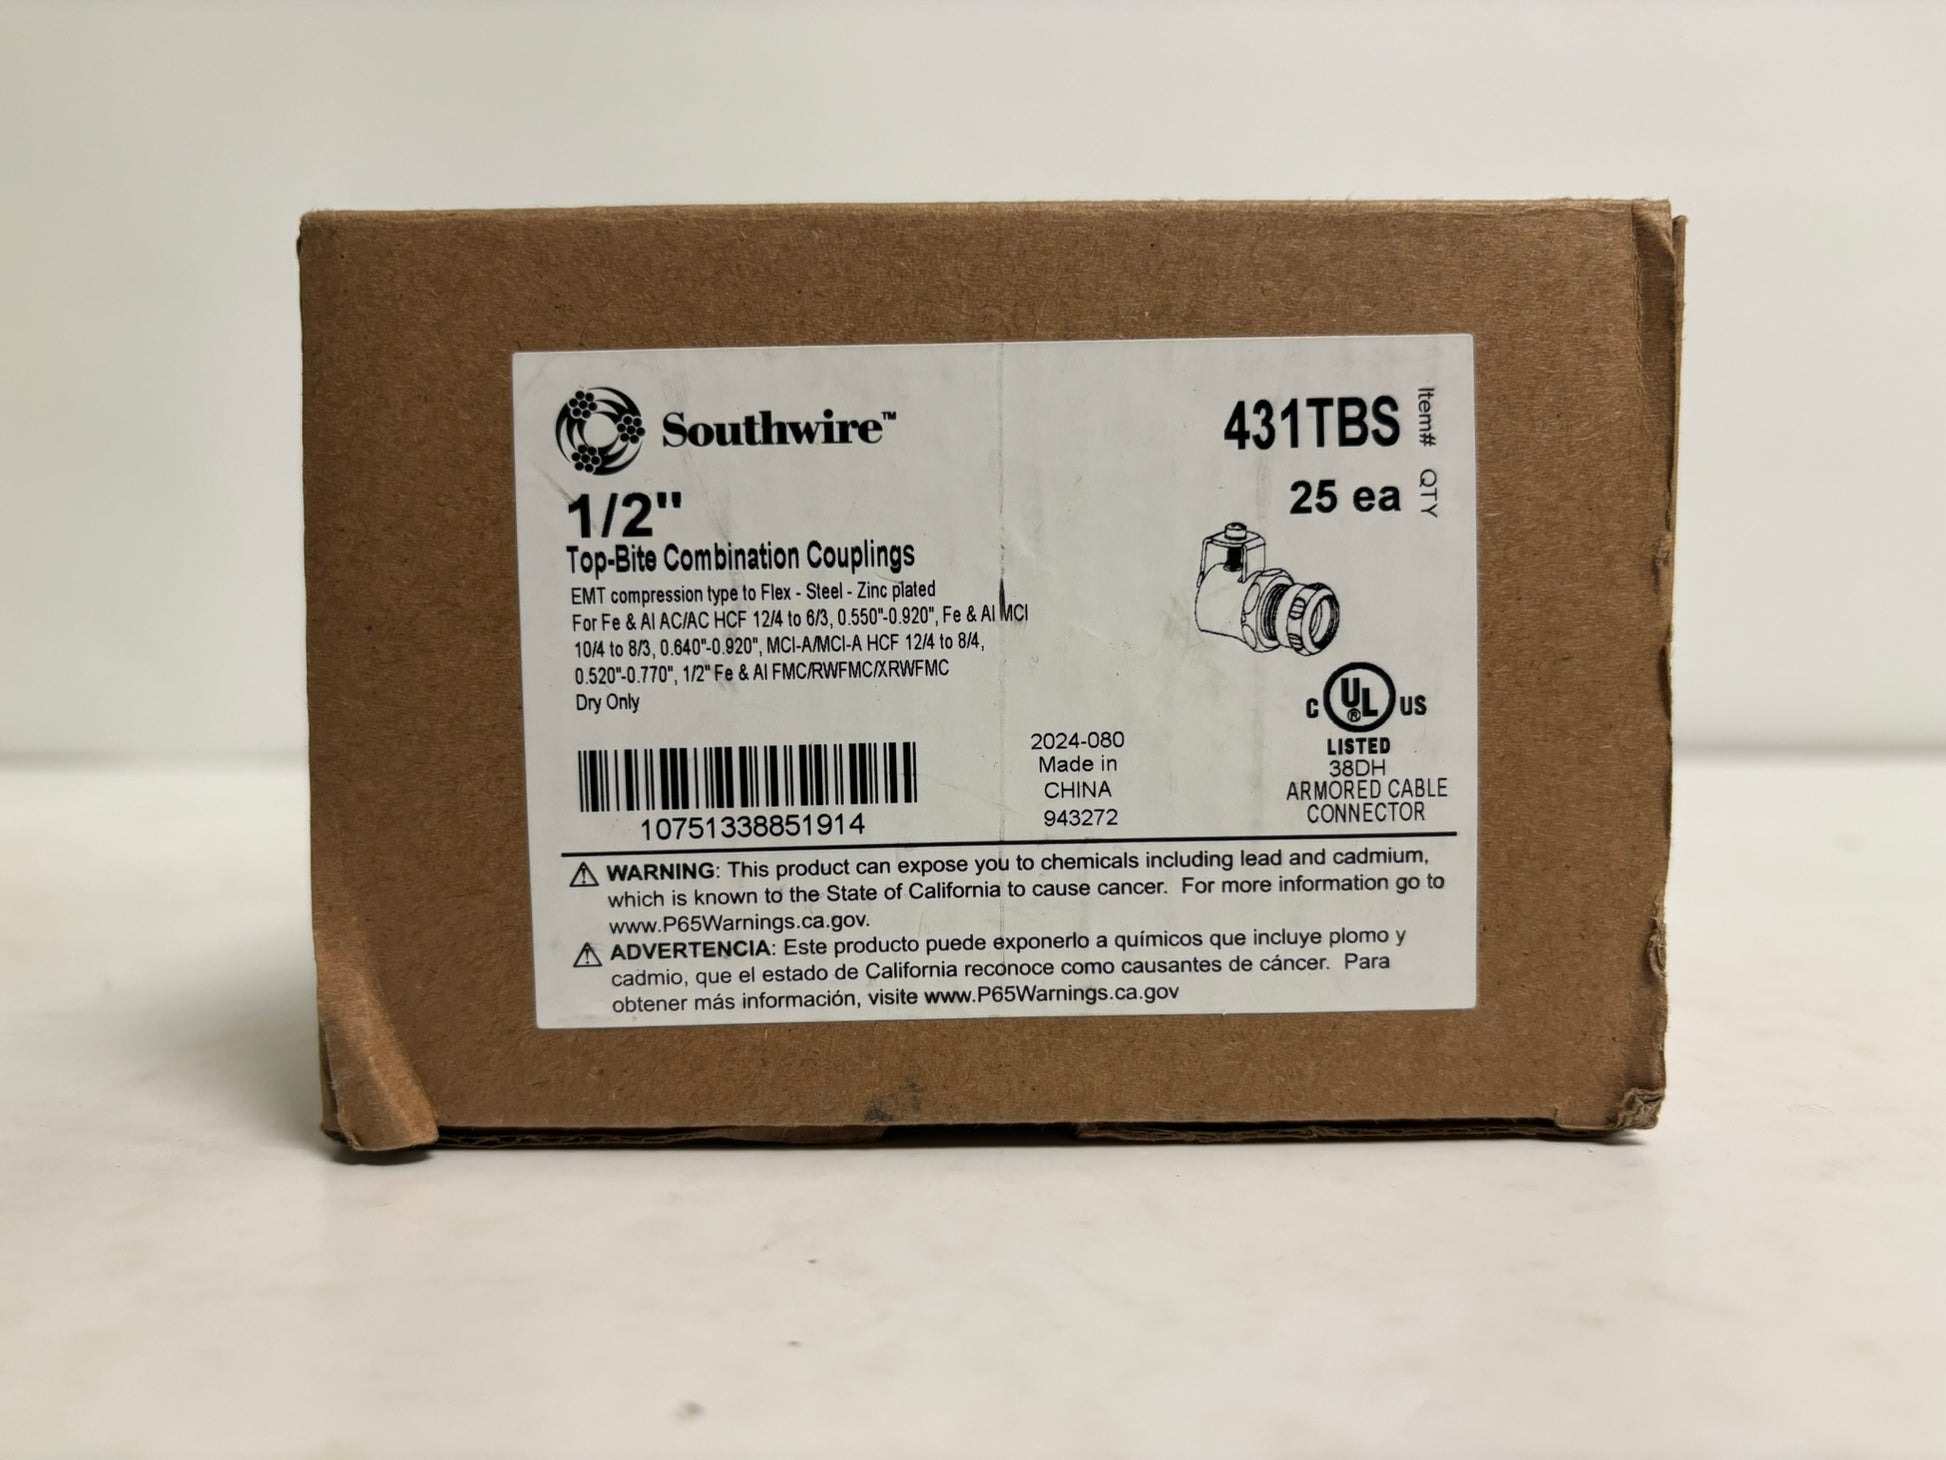 Southwire™
431TBS Item#
1/2"
25 ea QTY
Top-Bite Combination Couplings
EMT compression type to Flex - Steel - Zinc plated
For Fe & Al AC/AC HCF 12/4 to 6/3, 0.550"-0.920", Fe & Al MCI
10/4 to 8/3, 0.640"-0.920", MCI-A/MCI-A HCF 12/4 to 8/4,
0.520"-0.770", 1/2" Fe & Al FMC/RWFMC/XRWFMC
Dry Only
10751338851914
2024-080
Made in
CHINA
943272
C UL® US
LISTED
38DH
ARMORED CABLE
CONNECTOR
⚠ WARNING: This product can expose you to chemicals including lead and cadmium,
which is known to the State of California to cause cancer. For more information go to
www.P65Warnings.ca.gov.
⚠ ADVERTENCIA: Este producto puede exponerlo a químicos que incluye plomo y
cadmio, que el estado de California reconoce como causantes de cáncer. Para
obtener más información, visite www.P65Warnings.ca.gov